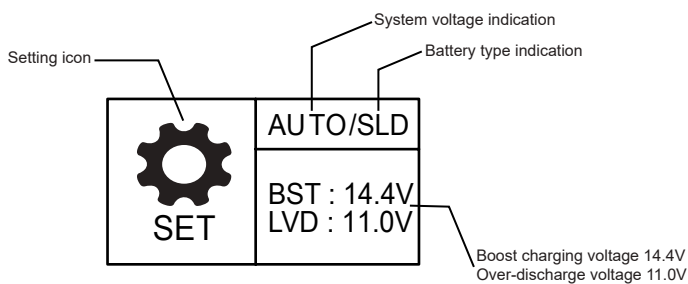 System voltage indication
Battery type indication
Setting icon
AUTO/SLD
BST : 14.4V
LVD : 11.0V
SET
Boost charging voltage 14.4V
Over-discharge voltage 11.0V